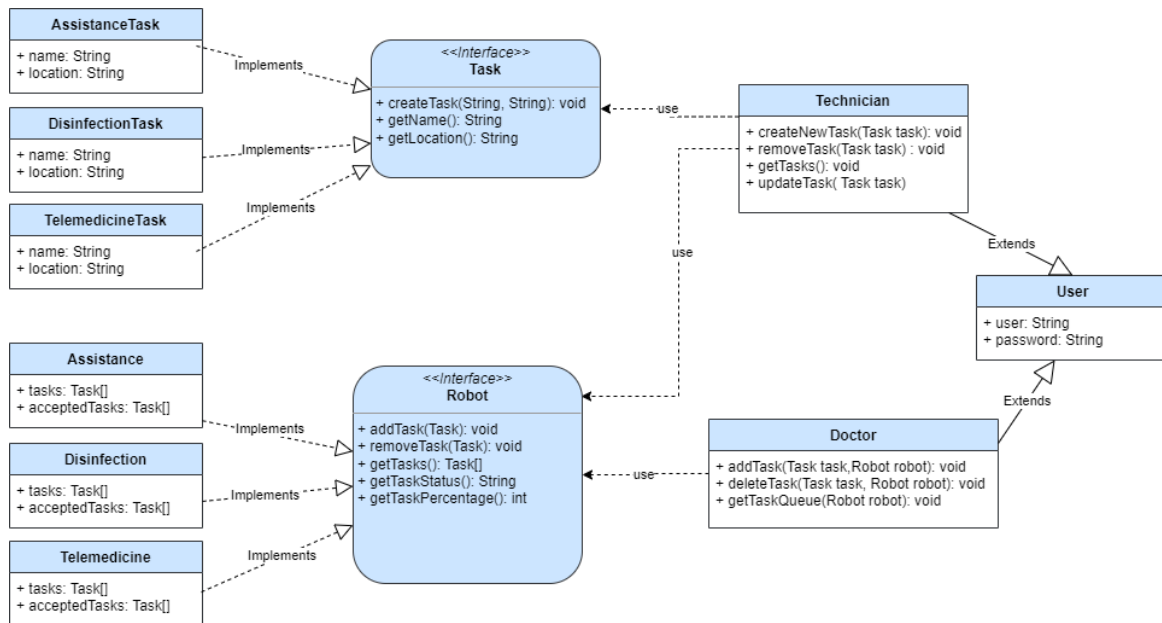 AssistanceTask
+ name: String
+ location: String
Implements
<<Interface>>
Task
+ createTask(String, String): void
+ getName(): String
+ getLocation(): String
DisinfectionTask
+ name: String
+ location: String
Implements
TelemedicineTask
+ name: String
+ location: String
Implements
use
Technician
+ createNewTask(Task task): void
+ removeTask(Task task) : void
+ getTasks(): void
+ updateTask( Task task)
use
Extends
User
+ user: String
+ password: String
Assistance
+ tasks: Task[]
+ acceptedTasks: Task[]
Implements
<<Interface>>
Robot
+ addTask(Task): void
+ removeTask(Task): void
+ getTasks(): Task[]
+ getTaskStatus(): String
+ getTaskPercentage(): int
Disinfection
+ tasks: Task[]
+ acceptedTasks: Task[]
Implements
Telemedicine
+ tasks: Task[]
+ acceptedTasks: Task[]
Implements
use
Doctor
+ addTask(Task task,Robot robot): void
+ deleteTask(Task task, Robot robot): void
+ getTaskQueue(Robot robot): void
Extends